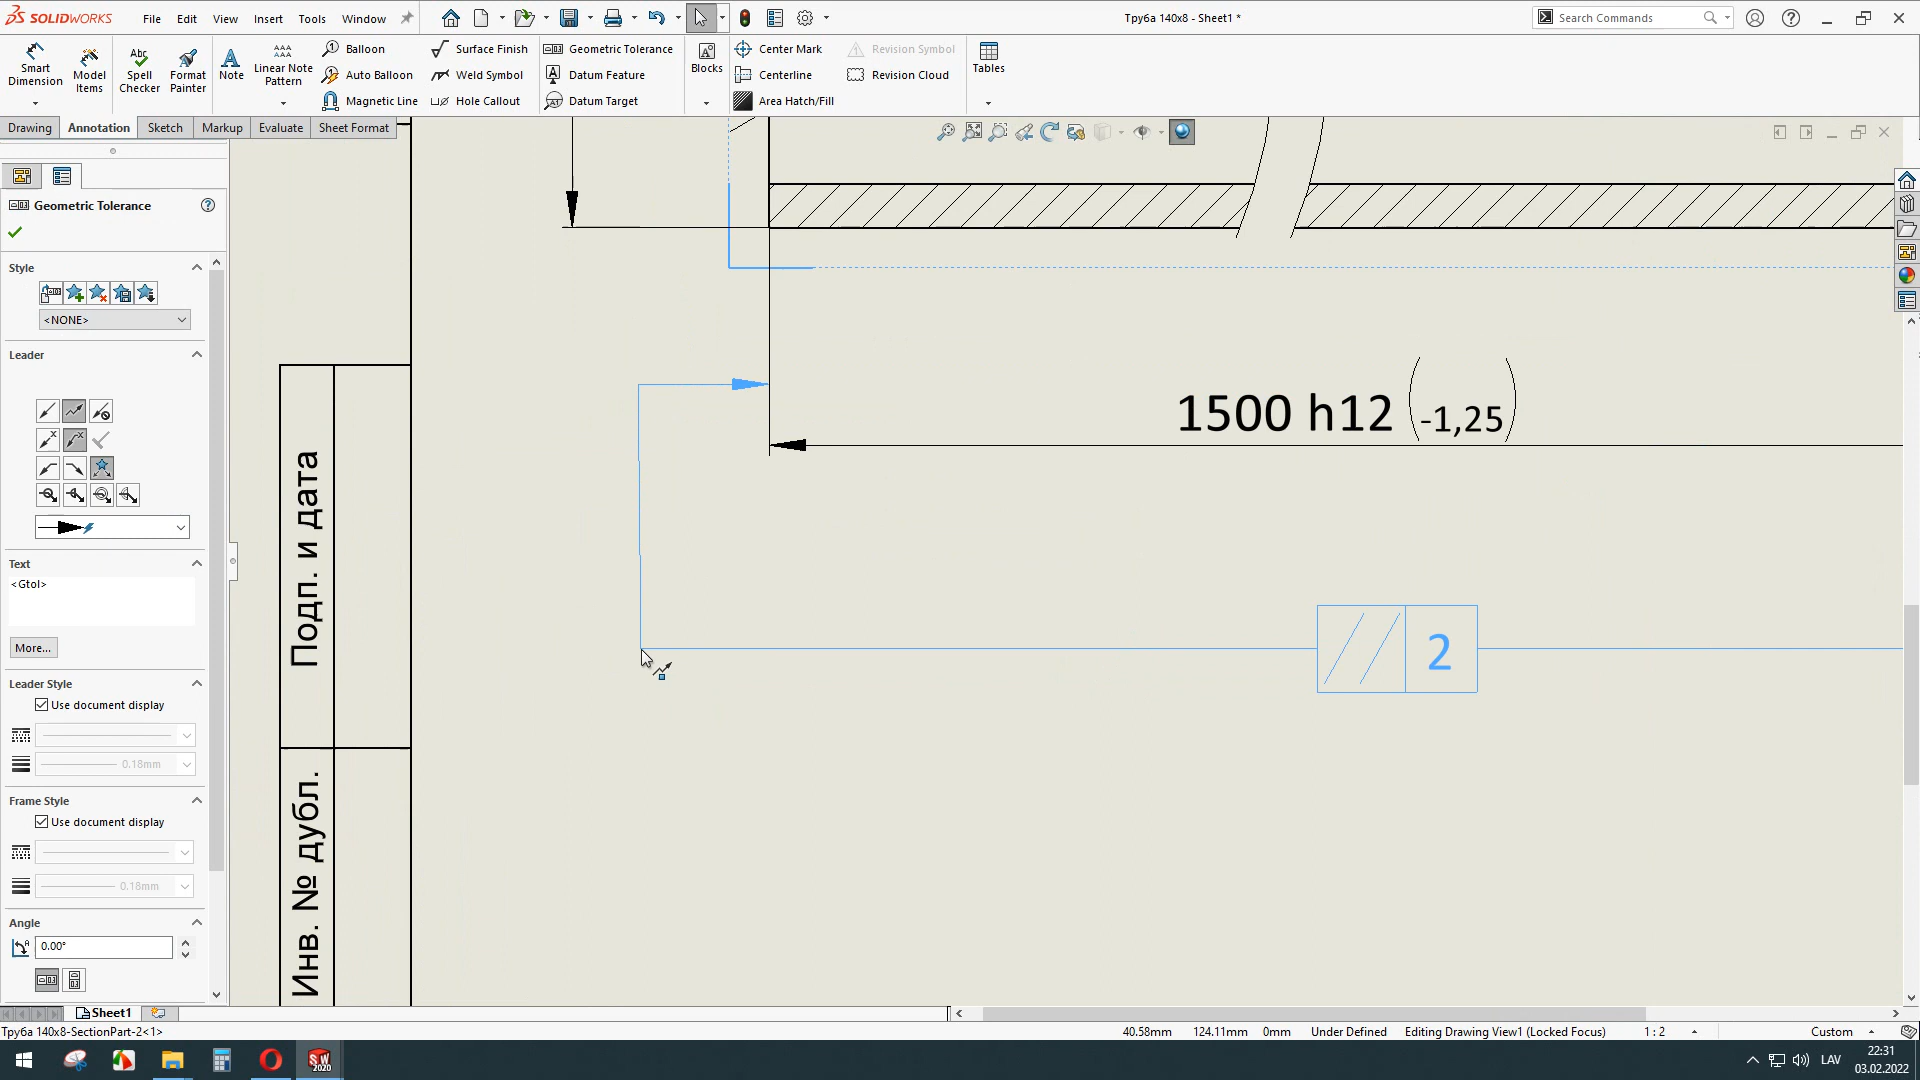 SOLIDWORKS
File
Edit
View
Insert
Tools
Window
Труба 140x8 - Sheet1 *
Search Commands
Smart Dimension
Model Items
Spell Checker
Format Painter
Note
Linear Note Pattern
Balloon
Auto Balloon
Magnetic Line
Surface Finish
Weld Symbol
Hole Callout
Geometric Tolerance
Datum Feature
Datum Target
Blocks
Center Mark
Centerline
Area Hatch/Fill
Revision Symbol
Revision Cloud
Tables
Drawing
Annotation
Sketch
Markup
Evaluate
Sheet Format
Geometric Tolerance
Style
<NONE>
Leader
Text
<Gtol>
More...
Leader Style
Use document display
0.18mm
Frame Style
Use document display
0.18mm
Angle
0.00°
Подп. и дата
Инв. № дубл.
1500 h12 (-1,25)
2
Sheet1
Труба 140x8-SectionPart-2<1>
40.58mm
124.11mm
0mm
Under Defined
Editing Drawing View1 (Locked Focus)
1 : 2
Custom
SW 2020
LAV
22:31
03.02.2022